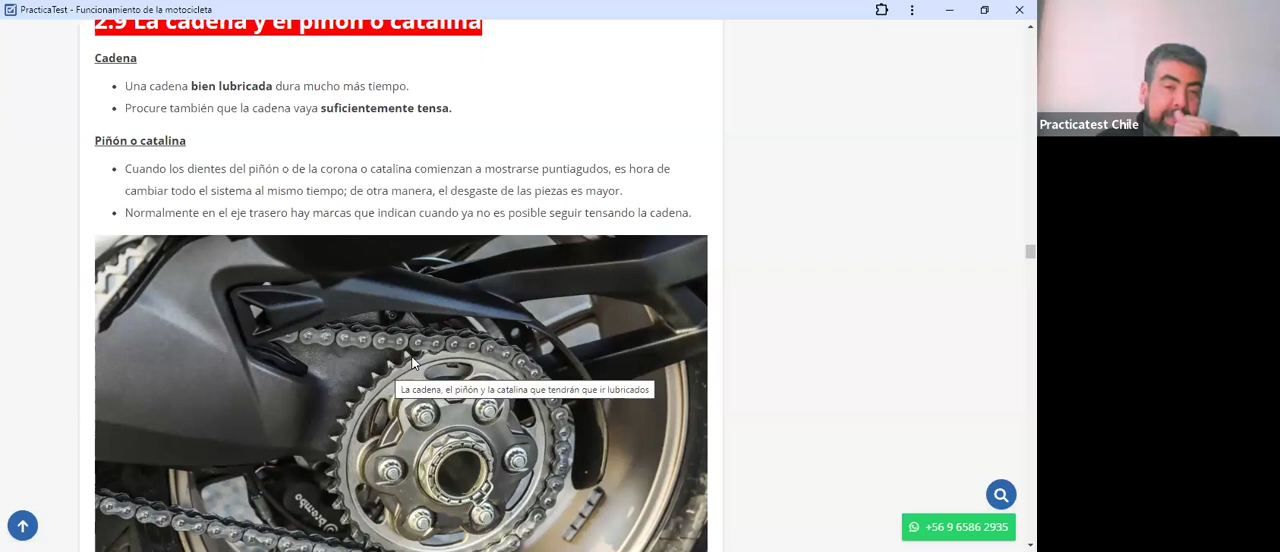 PracticaTest - Funcionamiento de la motocicleta
2.9 La cadena y el piñón o catalina
Cadena
Una cadena bien lubricada dura mucho más tiempo.
Procure también que la cadena vaya suficientemente tensa.
Piñón o catalina
Cuando los dientes del piñón o de la corona o catalina comienzan a mostrarse puntiagudos, es hora de
cambiar todo el sistema al mismo tiempo; de otra manera, el desgaste de las piezas es mayor.
Normalmente en el eje trasero hay marcas que indican cuando ya no es posible seguir tensando la cadena.
La cadena, el piñón y la catalina que tendrán que ir lubricados
brembo
+56 9 6586 2935
Practicatest Chile